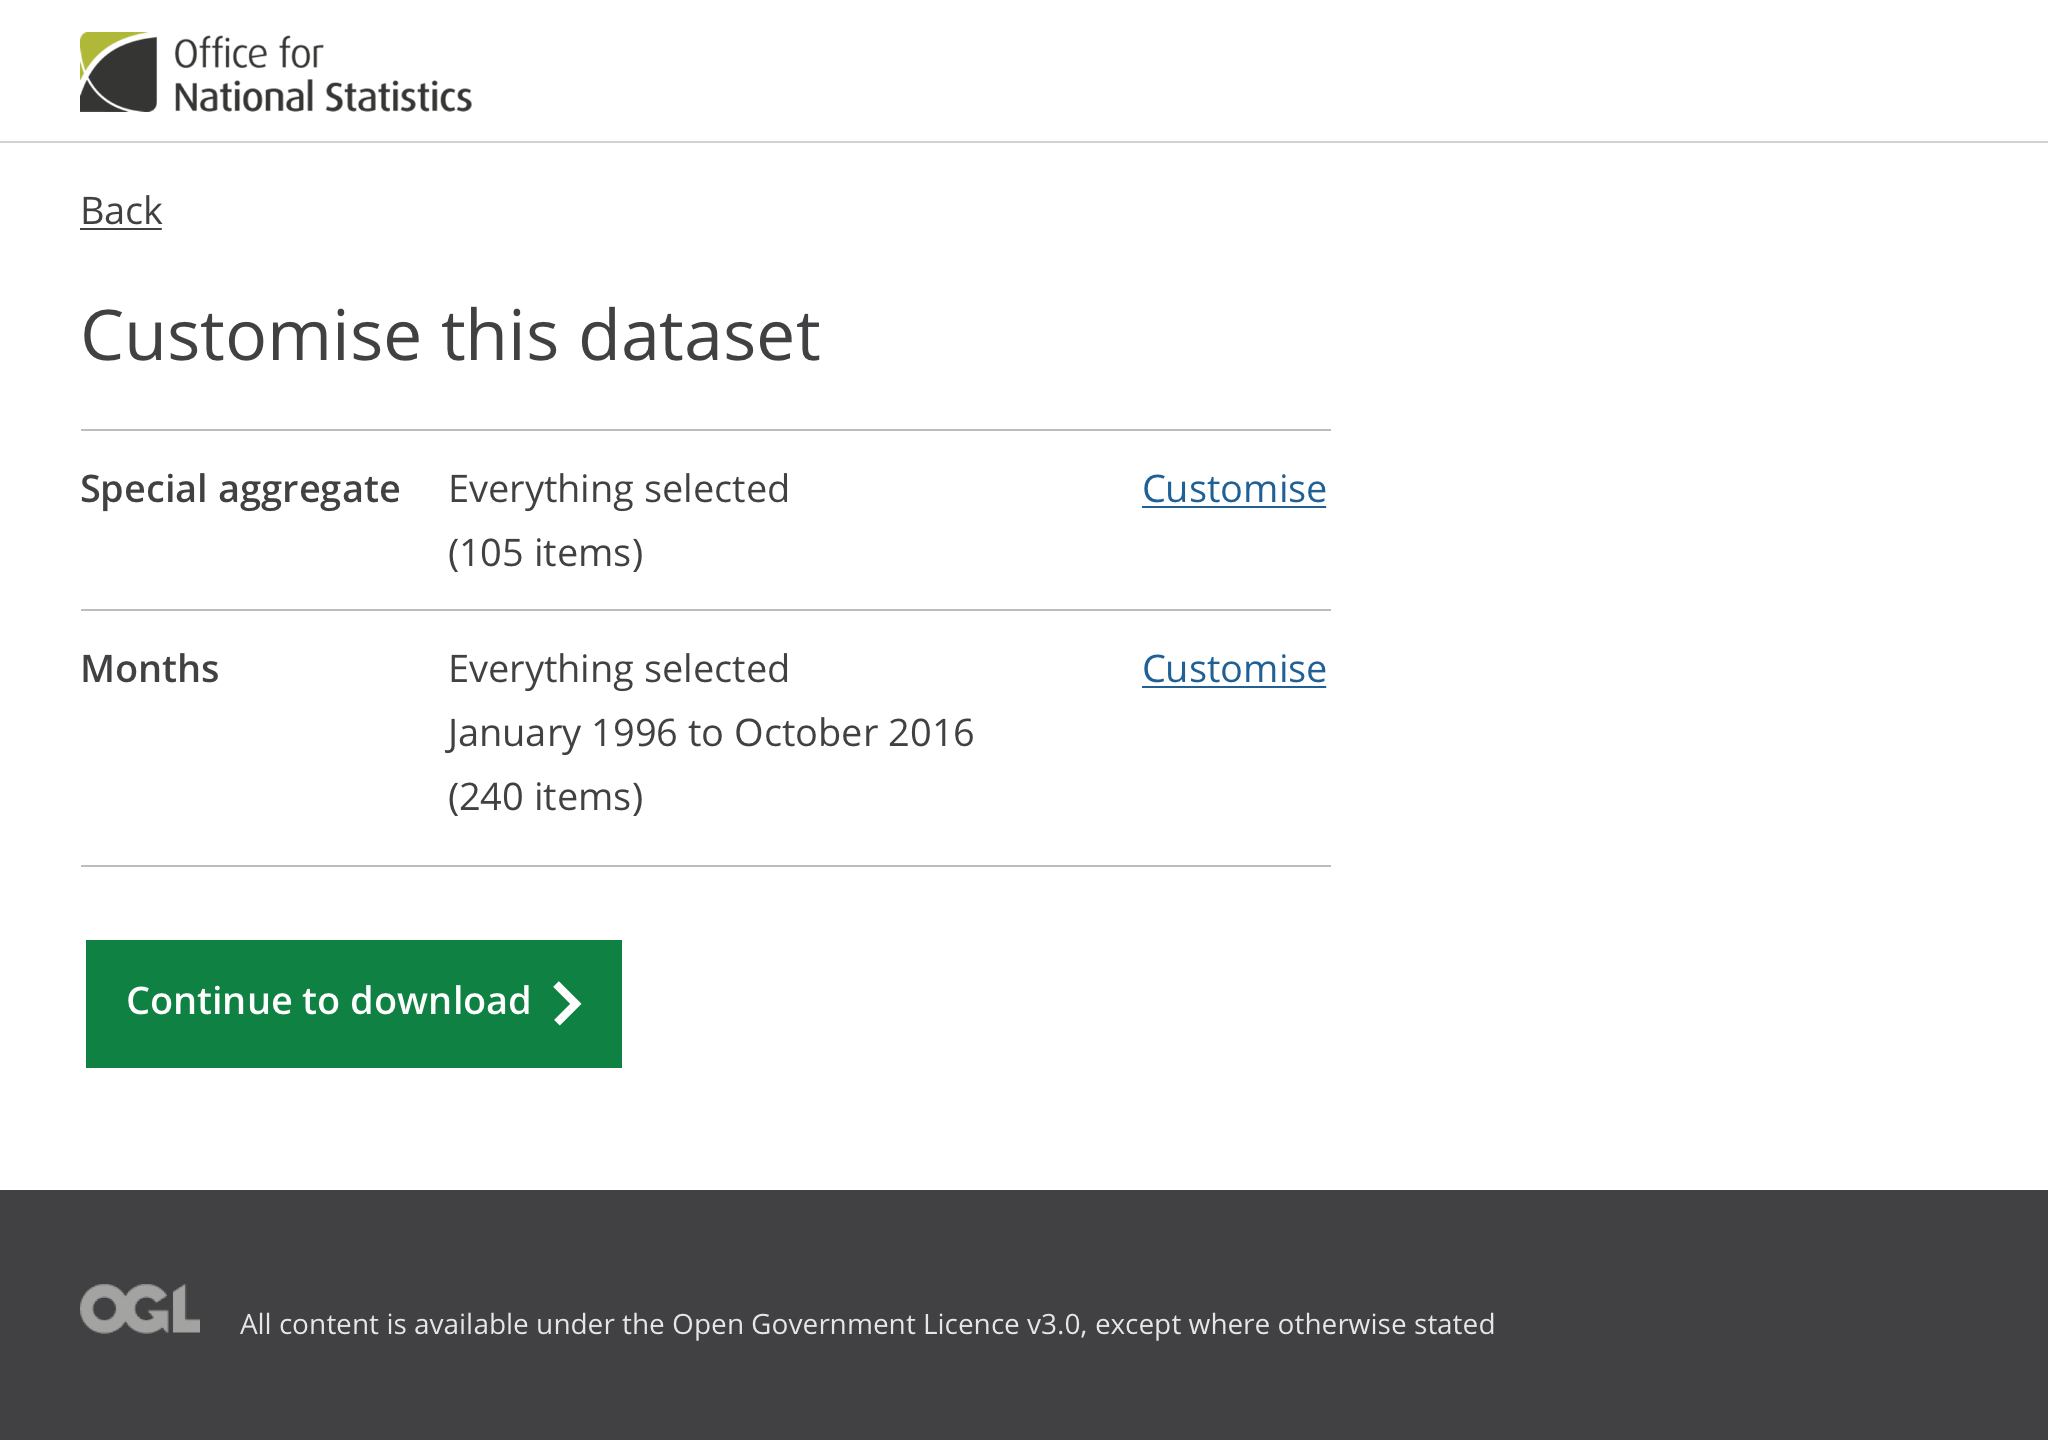 Office for
National Statistics
Back
Customise this dataset
Special aggregate Everything selected Customise
(105 items)
Months Everything selected Customise
January 1996 to October 2016
(240 items)
Continue to download
OGL All content is available under the Open Government Licence v3.0, except where otherwise stated